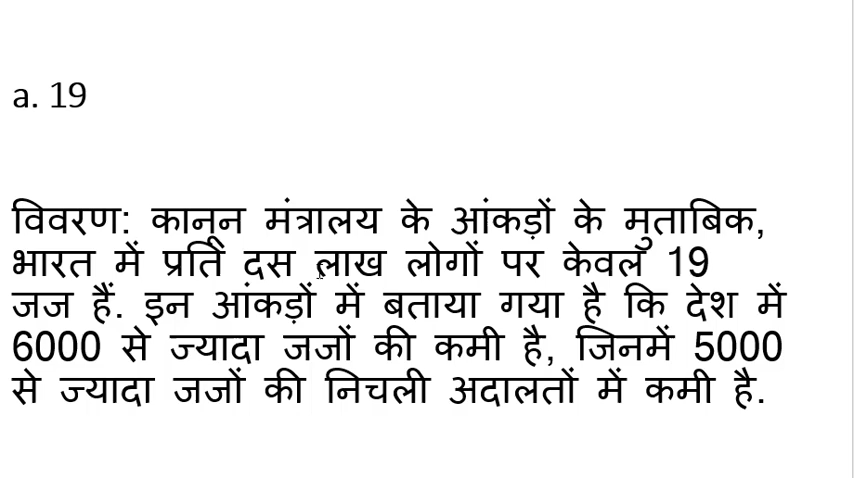 a. 19
विवरण: कानून मंत्रालय के आंकड़ों के मुताबिक,
भारत में प्रति दस लाख लोगों पर केवल 19
जज हैं. इन आंकड़ों में बताया गया है कि देश में
6000 से ज्यादा जजों की कमी है, जिनमें 5000
से ज्यादा जजों की निचली अदालतों में कमी है.